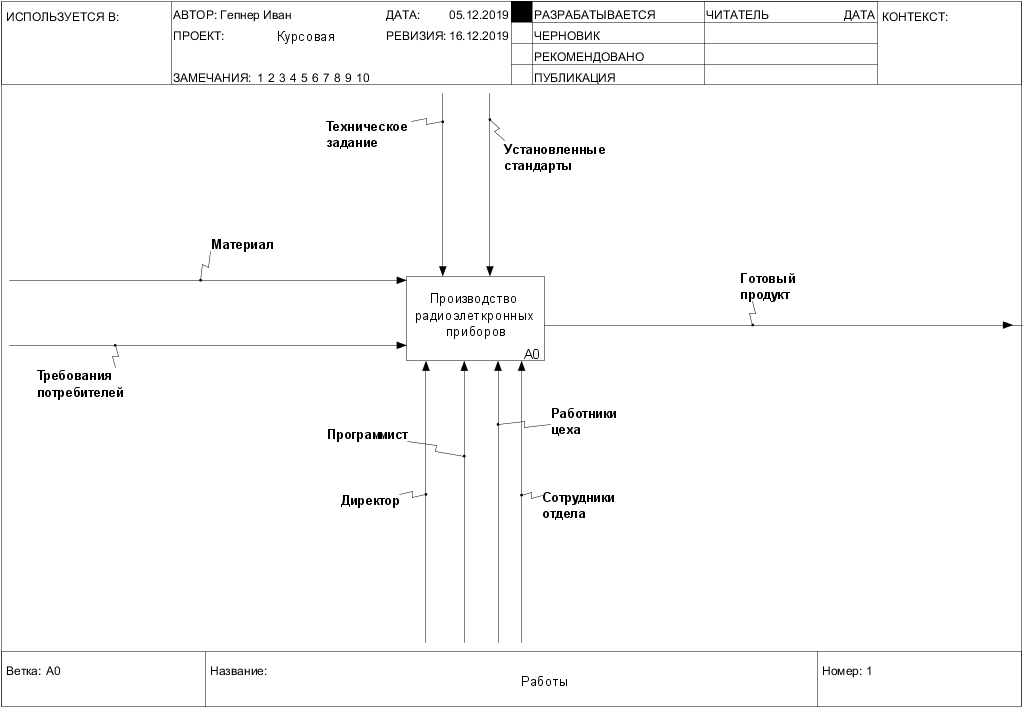 ИСПОЛЬЗУЕТСЯ В:
АВТОР: Гепнер Иван
ДАТА: 05.12.2019
РАЗРАБАТЫВАЕТСЯ
ЧИТАТЕЛЬ
ДАТА
КОНТЕКСТ:
ПРОЕКТ: Курсовая
РЕВИЗИЯ: 16.12.2019
ЧЕРНОВИК
РЕКОМЕНДОВАНО
ЗАМЕЧАНИЯ: 1 2 3 4 5 6 7 8 9 10
ПУБЛИКАЦИЯ
Техническое
задание
Установленные
стандарты
Материал
Готовый
продукт
Производство
радиоэлеткронных
приборов
A0
Требования
потребителей
Работники
цеха
Программист
Директор
Сотрудники
отдела
Ветка: A0
Название:
Работы
Номер: 1